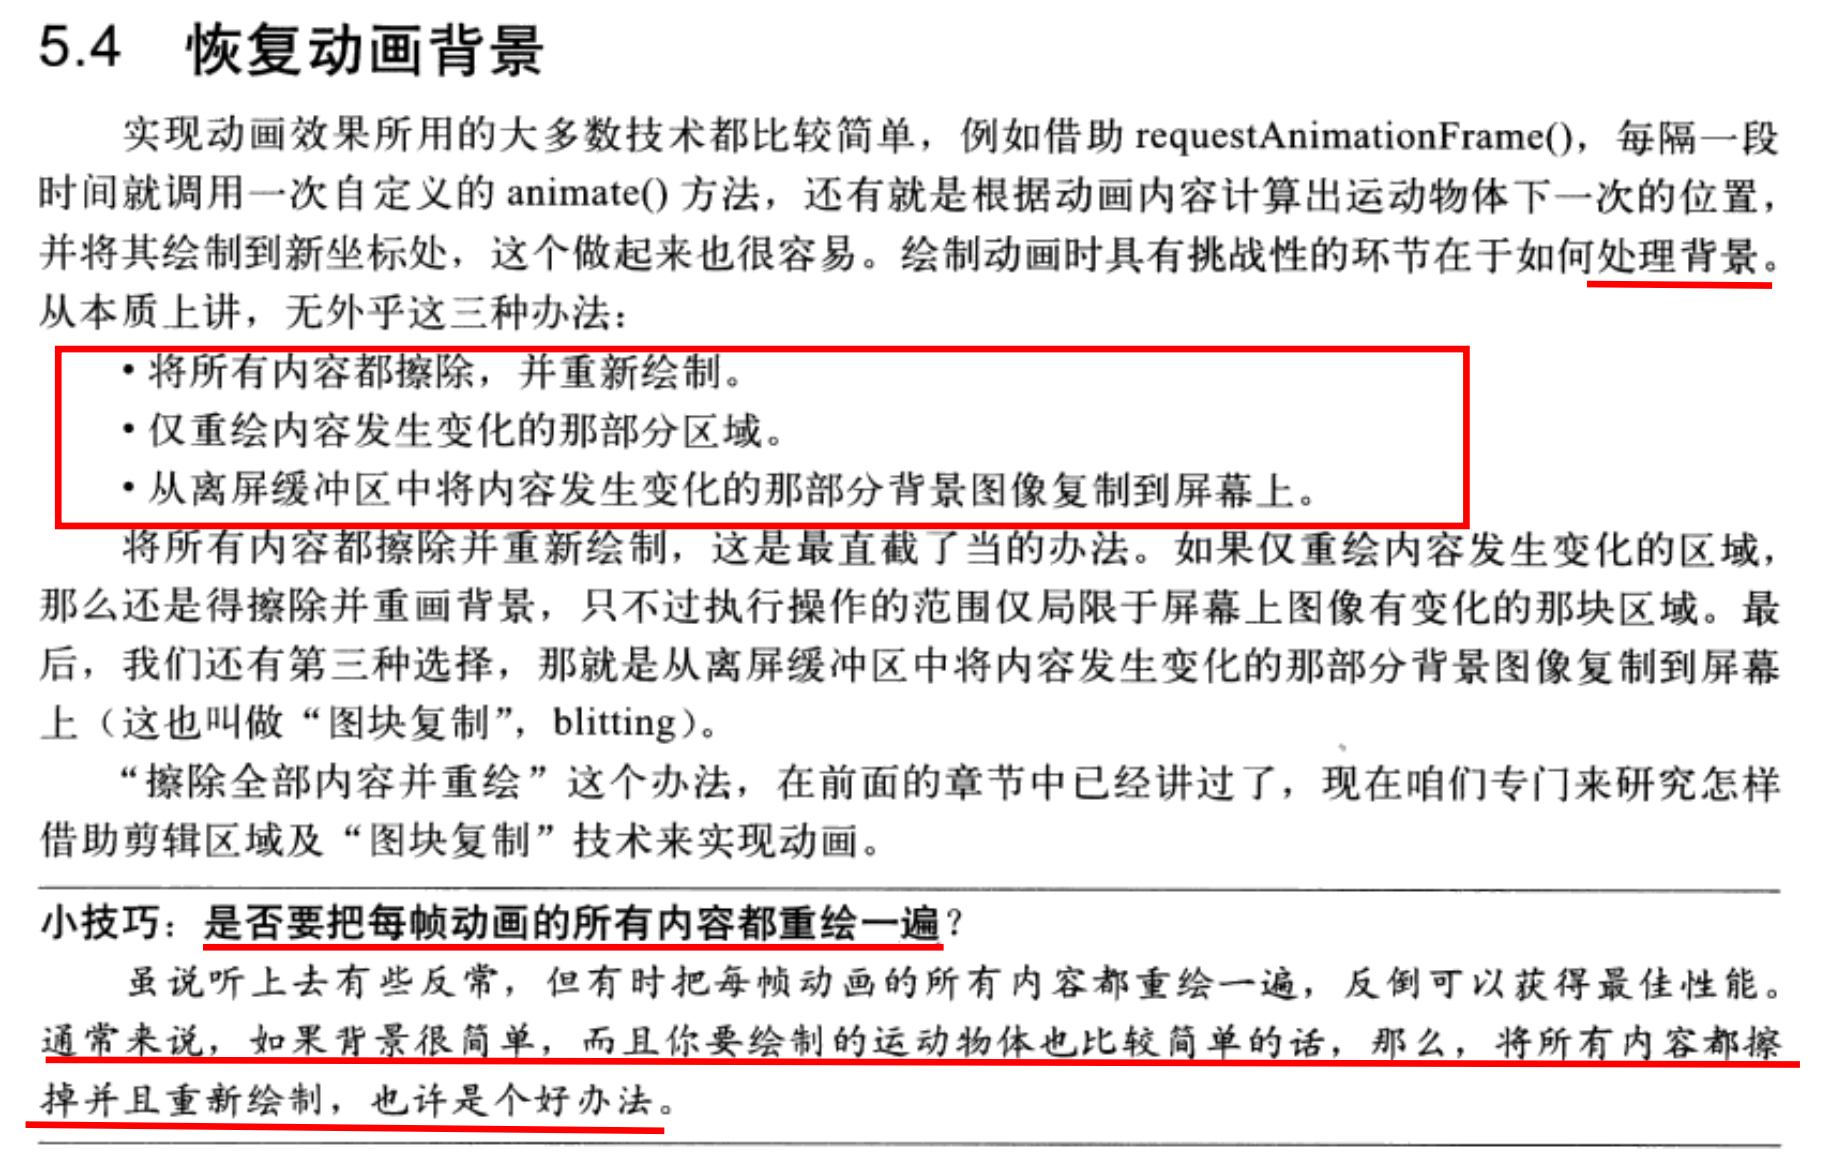 5.4 恢复动画背景
实现动画效果所用的大多数技术都比较简单，例如借助 requestAnimationFrame()，每隔一段
时间就调用一次自定义的 animate() 方法，还有就是根据动画内容计算出运动物体下一次的位置，
并将其绘制到新坐标处，这个做起来也很容易。绘制动画时具有挑战性的环节在于如何处理背景。
从本质上讲，无外乎这三种办法：
• 将所有内容都擦除，并重新绘制。
• 仅重绘内容发生变化的那部分区域。
• 从离屏缓冲区中将内容发生变化的那部分背景图像复制到屏幕上。
将所有内容都擦除并重新绘制，这是最直截了当的办法。如果仅重绘内容发生变化的区域，
那么还是得擦除并重画背景，只不过执行操作的范围仅局限于屏幕上图像有变化的那块区域。最
后，我们还有第三种选择，那就是从离屏缓冲区中将内容发生变化的那部分背景图像复制到屏幕
上（这也叫做“图块复制”，blitting）。
“擦除全部内容并重绘”这个办法，在前面的章节中已经讲过了，现在咱们专门来研究怎样
借助剪辑区域及“图块复制”技术来实现动画。
小技巧：是否要把每帧动画的所有内容都重绘一遍？
虽说听上去有些反常，但有时把每帧动画的所有内容都重绘一遍，反倒可以获得最佳性能。
通常来说，如果背景很简单，而且你要绘制的运动物体也比较简单的话，那么，将所有内容都擦
掉并且重新绘制，也许是个好办法。